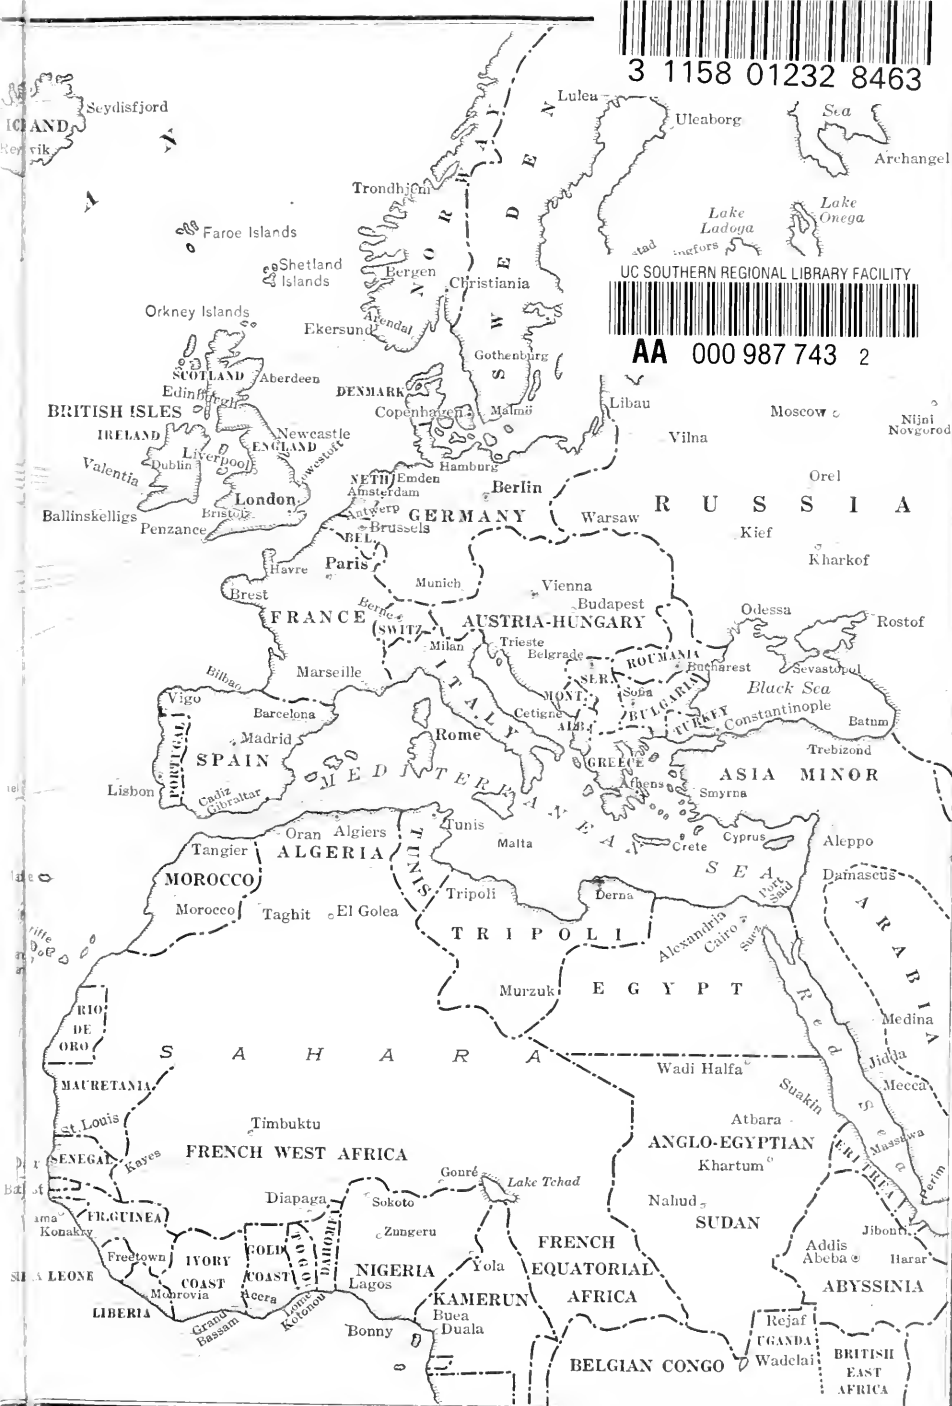 3 1158 01232 8463
Lulea
Uleaborg
Sea
Archangel
Seydisfjord
Trondhjem
NORWAY
SWEDEN
Lake
Ladoga
Lake
Onega
Faroe Islands
Shetland
Islands
Bergen
Christiania
UC SOUTHERN REGIONAL LIBRARY FACILITY
AA 000 987 743 2
Orkney Islands
Ekersund
Arendal
Gothenburg
SCOTLAND
Aberdeen
Edinburgh
DENMARK
Copenhagen
Malmö
Libau
Moscow
Nijni
Novgorod
BRITISH ISLES
IRELAND
Newcastle
ENGLAND
Vilna
Valentia
Dublin
Liverpool
Hamburg
NETH.
Emden
Amsterdam
Berlin
Orel
London
Bristol
Antwerp
Brussels
GERMANY
Warsaw
RUSSIA
Ballinskelligs
Penzance
BEL.
Kief
Kharkof
Havre
Paris
Brest
Munich
Vienna
Budapest
FRANCE
Berne
SWITZ.
AUSTRIA-HUNGARY
Odessa
Rostof
Milan
Trieste
Belgrade
ROUMANIA
Bucharest
Sevastopol
Bilbao
Marseille
ITALY
SER.
MONT.
Sofia
BULGARIA
Black Sea
Vigo
Barcelona
Cetigne
ALB.
TURKEY
Constantinople
Batum
Madrid
Rome
Trebizond
PORTUGAL
SPAIN
GREECE
ASIA MINOR
Lisbon
Cadiz
Gibraltar
MEDITERRANEAN
SEA
Athens
Smyrna
Oran
Algiers
Tunis
Malta
Crete
Cyprus
Aleppo
Tangier
ALGERIA
TUNIS
MOROCCO
Damascus
Morocco
Taghit
El Golea
Tripoli
Derna
Port
Said
Alexandria
Cairo
Suez
ARABIA
TRIPOLI
Murzuk
EGYPT
Red Sea
RIO
DE
ORO
Medina
SAHARA
Jidda
Wadi Halfa
Mecca
MAURETANIA
Suakin
St. Louis
Timbuktu
Atbara
ANGLO-EGYPTIAN
SUDAN
Massawa
SENEGAL
Kayes
FRENCH WEST AFRICA
Khartum
ERITREA
Perim
Gouré
Lake Tchad
Diapaga
Sokoto
Nahud
FR.GUINEA
Konakry
Zungeru
Jibouti
Freetown
IVORY
COAST
GOLD
COAST
TOGO
DAHOMEY
NIGERIA
Yola
FRENCH
EQUATORIAL
AFRICA
Addis
Abeba
Harar
Monrovia
Accra
Lagos
ABYSSINIA
LIBERIA
Grand
Bassam
Lome
Kotonou
KAMERUN
Buea
Duala
Bonny
Rejaf
UGANDA
Wadelai
BELGIAN CONGO
BRITISH
EAST
AFRICA